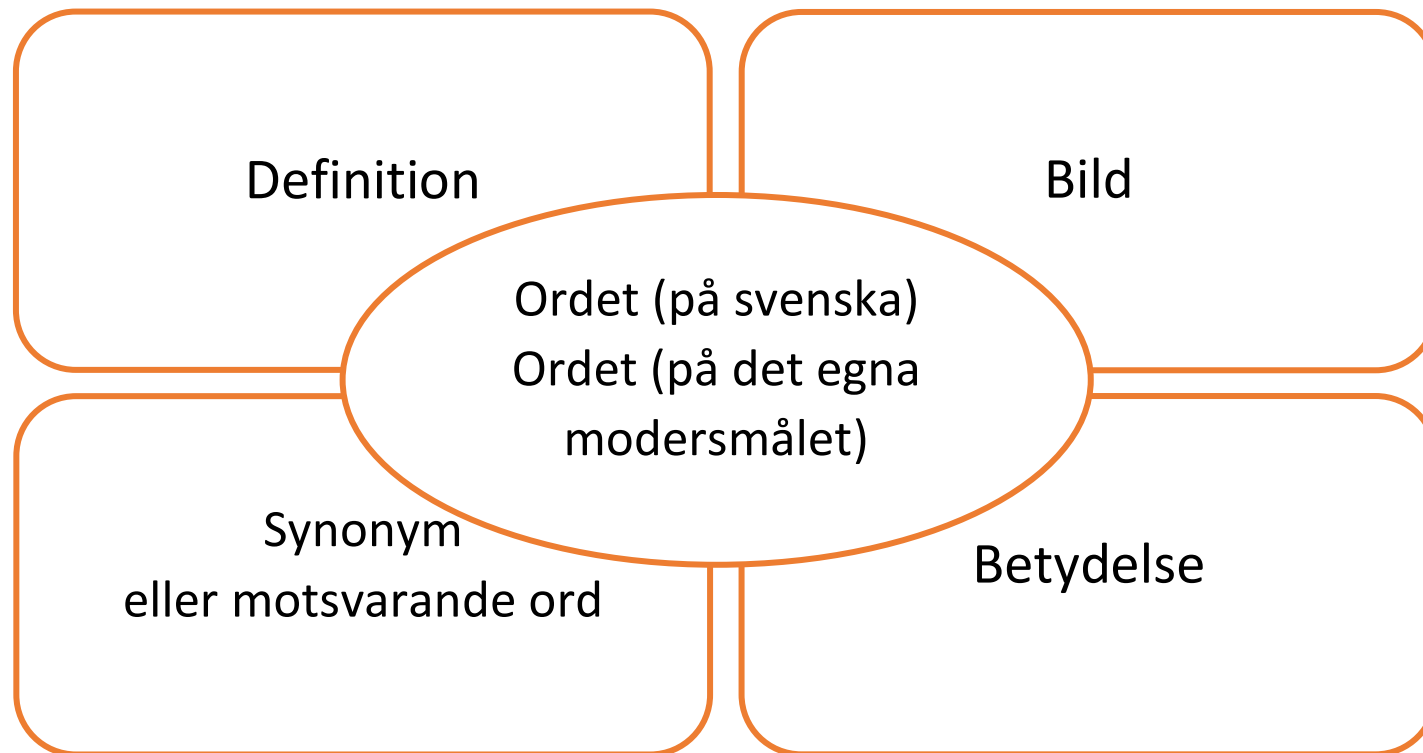 Definition
Bild
Ordet (på svenska)
Ordet (på det egna
modersmålet)
Synonym
eller motsvarande ord
Betydelse